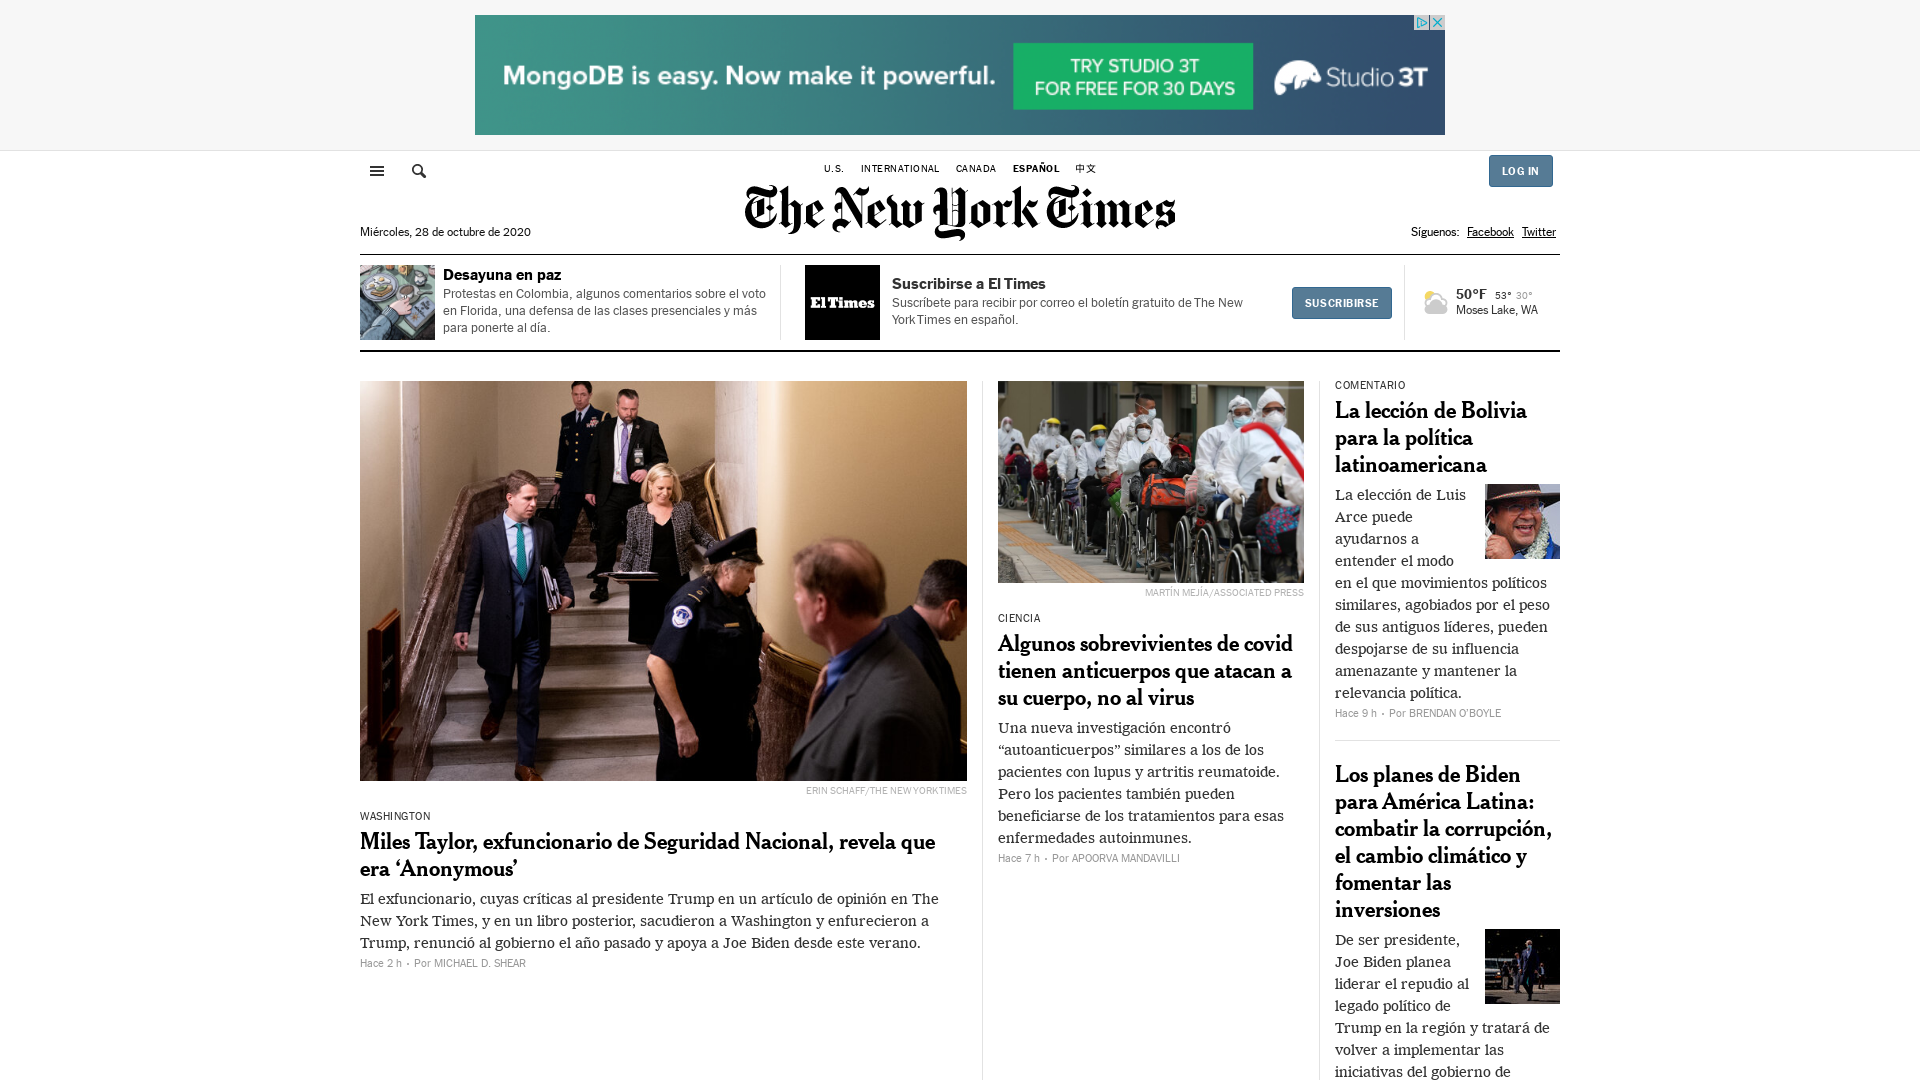 MongoDB is easy. Now make it powerful.
TRY STUDIO 3T
FOR FREE FOR 30 DAYS
Studio 3T
U.S. INTERNATIONAL CANADA ESPAÑOL 中文
LOG IN
The New York Times
Miércoles, 28 de octubre de 2020
Síguenos: Facebook Twitter
Desayuna en paz
Protestas en Colombia, algunos comentarios sobre el voto
en Florida, una defensa de las clases presenciales y más
para ponerte al día.
El Times
Suscribirse a El Times
Suscríbete para recibir por correo el boletín gratuito de The New
York Times en español.
SUSCRIBIRSE
50°F 53° 30°
Moses Lake, WA
ERIN SCHAFF/THE NEW YORK TIMES
WASHINGTON
Miles Taylor, exfuncionario de Seguridad Nacional, revela que
era ‘Anonymous’
El exfuncionario, cuyas críticas al presidente Trump en un artículo de opinión en The
New York Times, y en un libro posterior, sacudieron a Washington y enfurecieron a
Trump, renunció al gobierno el año pasado y apoya a Joe Biden desde este verano.
Hace 2 h • Por MICHAEL D. SHEAR
MARTÍN MEJÍA/ASSOCIATED PRESS
CIENCIA
Algunos sobrevivientes de covid
tienen anticuerpos que atacan a
su cuerpo, no al virus
Una nueva investigación encontró
“autoanticuerpos” similares a los de los
pacientes con lupus y artritis reumatoide.
Pero los pacientes también pueden
beneficiarse de los tratamientos para esas
enfermedades autoinmunes.
Hace 7 h • Por APOORVA MANDAVILLI
COMENTARIO
La lección de Bolivia
para la política
latinoamericana
La elección de Luis
Arce puede
ayudarnos a
entender el modo
en el que movimientos políticos
similares, agobiados por el peso
de sus antiguos líderes, pueden
despojarse de su influencia
amenazante y mantener la
relevancia política.
Hace 9 h • Por BRENDAN O’BOYLE
Los planes de Biden
para América Latina:
combatir la corrupción,
el cambio climático y
fomentar las
inversiones
De ser presidente,
Joe Biden planea
liderar el repudio al
legado político de
Trump en la región y tratará de
volver a implementar las
iniciativas del gobierno de